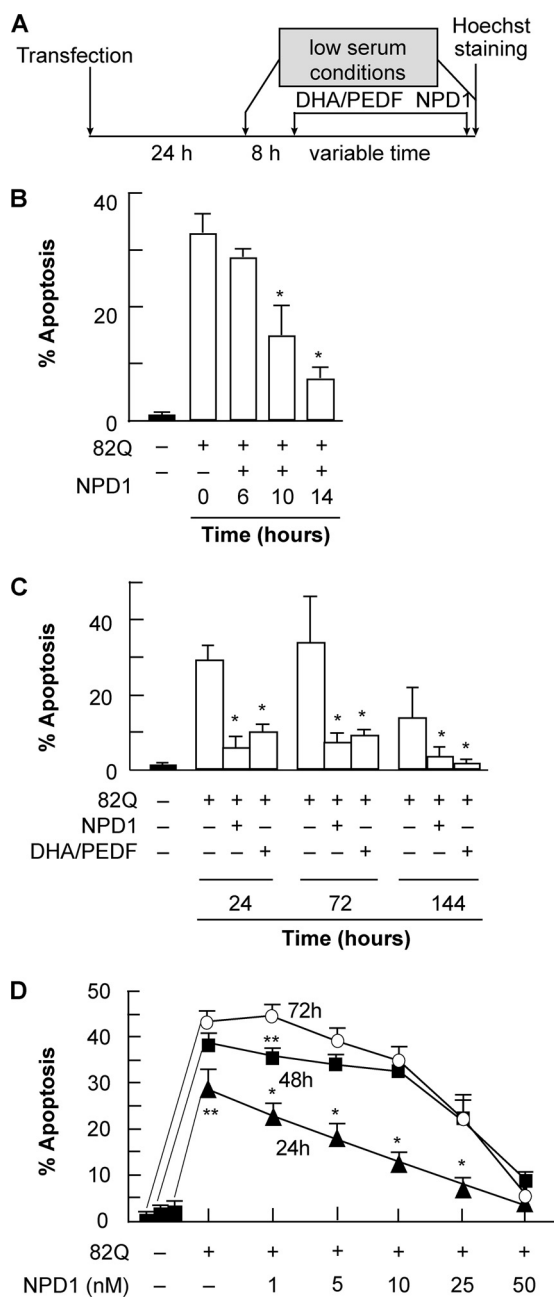 A
Transfection
low serum
conditions
Hoechst
staining
DHA/PEDF NPD1
24 h 8 h variable time
B
% Apoptosis
40
20
0
82Q – + + + +
NPD1 – – + + +
0 6 10 14
Time (hours)
C
% Apoptosis
40
20
0
82Q – + + + + + + + + +
NPD1 – – + – – + – – + –
DHA/PEDF – – – + – – + – – +
24 72 144
Time (hours)
D
% Apoptosis
50
40
30
20
10
0
72h
**
48h
24h
** * * * *
82Q – + + + + + +
NPD1 (nM) – – 1 5 10 25 50